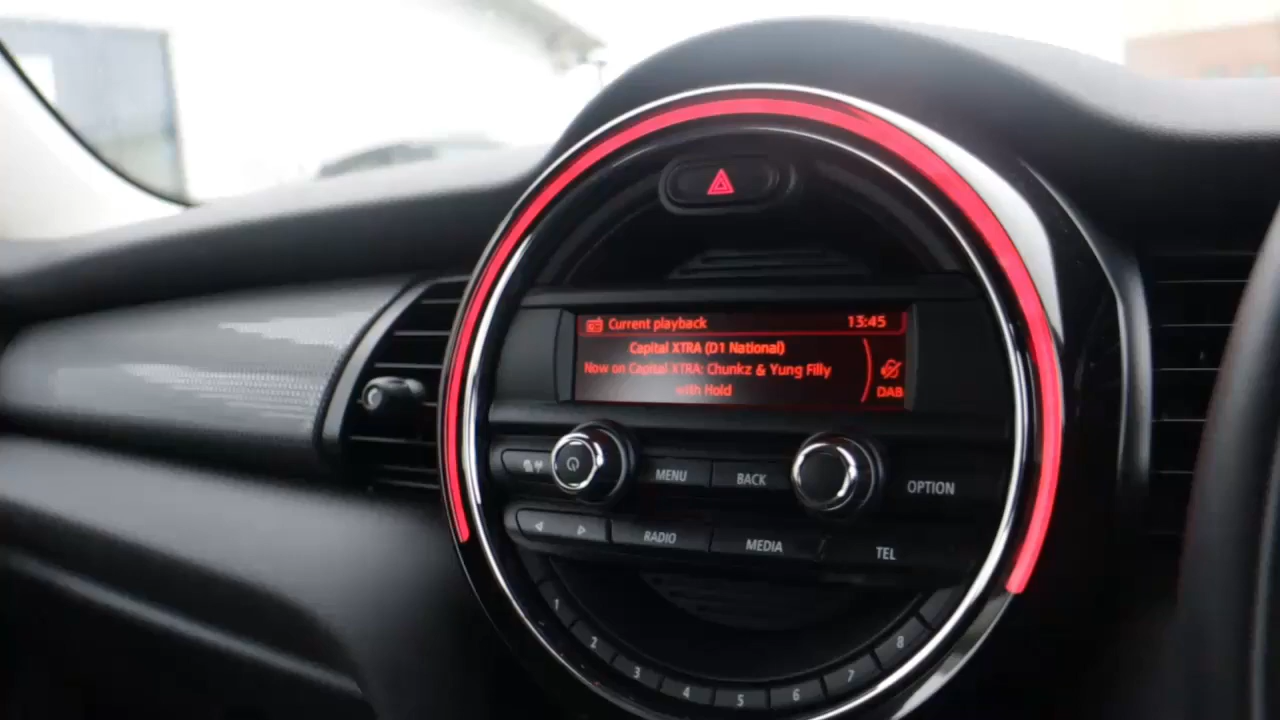 Current playback 13:45
Capital XTRA (D1 National)
Now on Capital XTRA: Chunkz & Yung Filly
with Hold
DAB
MENU BACK OPTION
RADIO MEDIA TEL
1 2 3 4 5 6 7 8